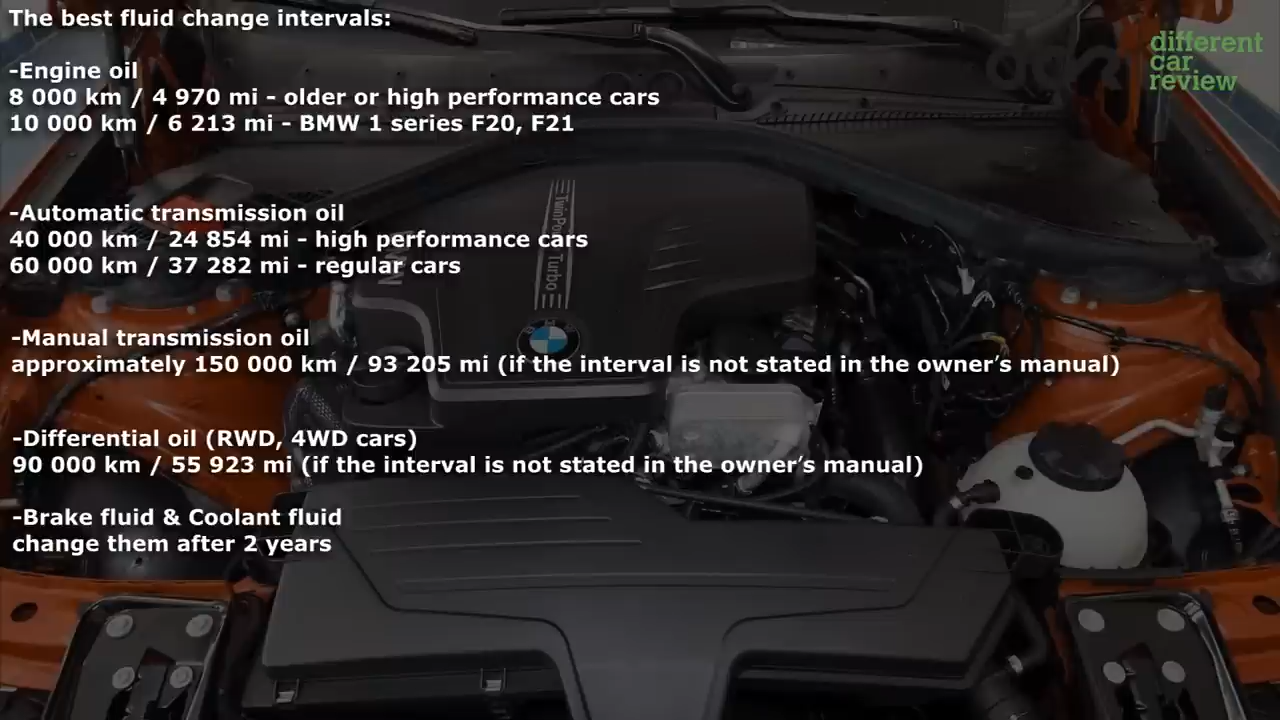 The best fluid change intervals:
different
car
review
-Engine oil
8 000 km / 4 970 mi - older or high performance cars
10 000 km / 6 213 mi - BMW 1 series F20, F21
-Automatic transmission oil
40 000 km / 24 854 mi - high performance cars
60 000 km / 37 282 mi - regular cars
TwinPower Turbo
-Manual transmission oil
approximately 150 000 km / 93 205 mi (if the interval is not stated in the owner’s manual)
-Differential oil (RWD, 4WD cars)
90 000 km / 55 923 mi (if the interval is not stated in the owner’s manual)
-Brake fluid & Coolant fluid
change them after 2 years